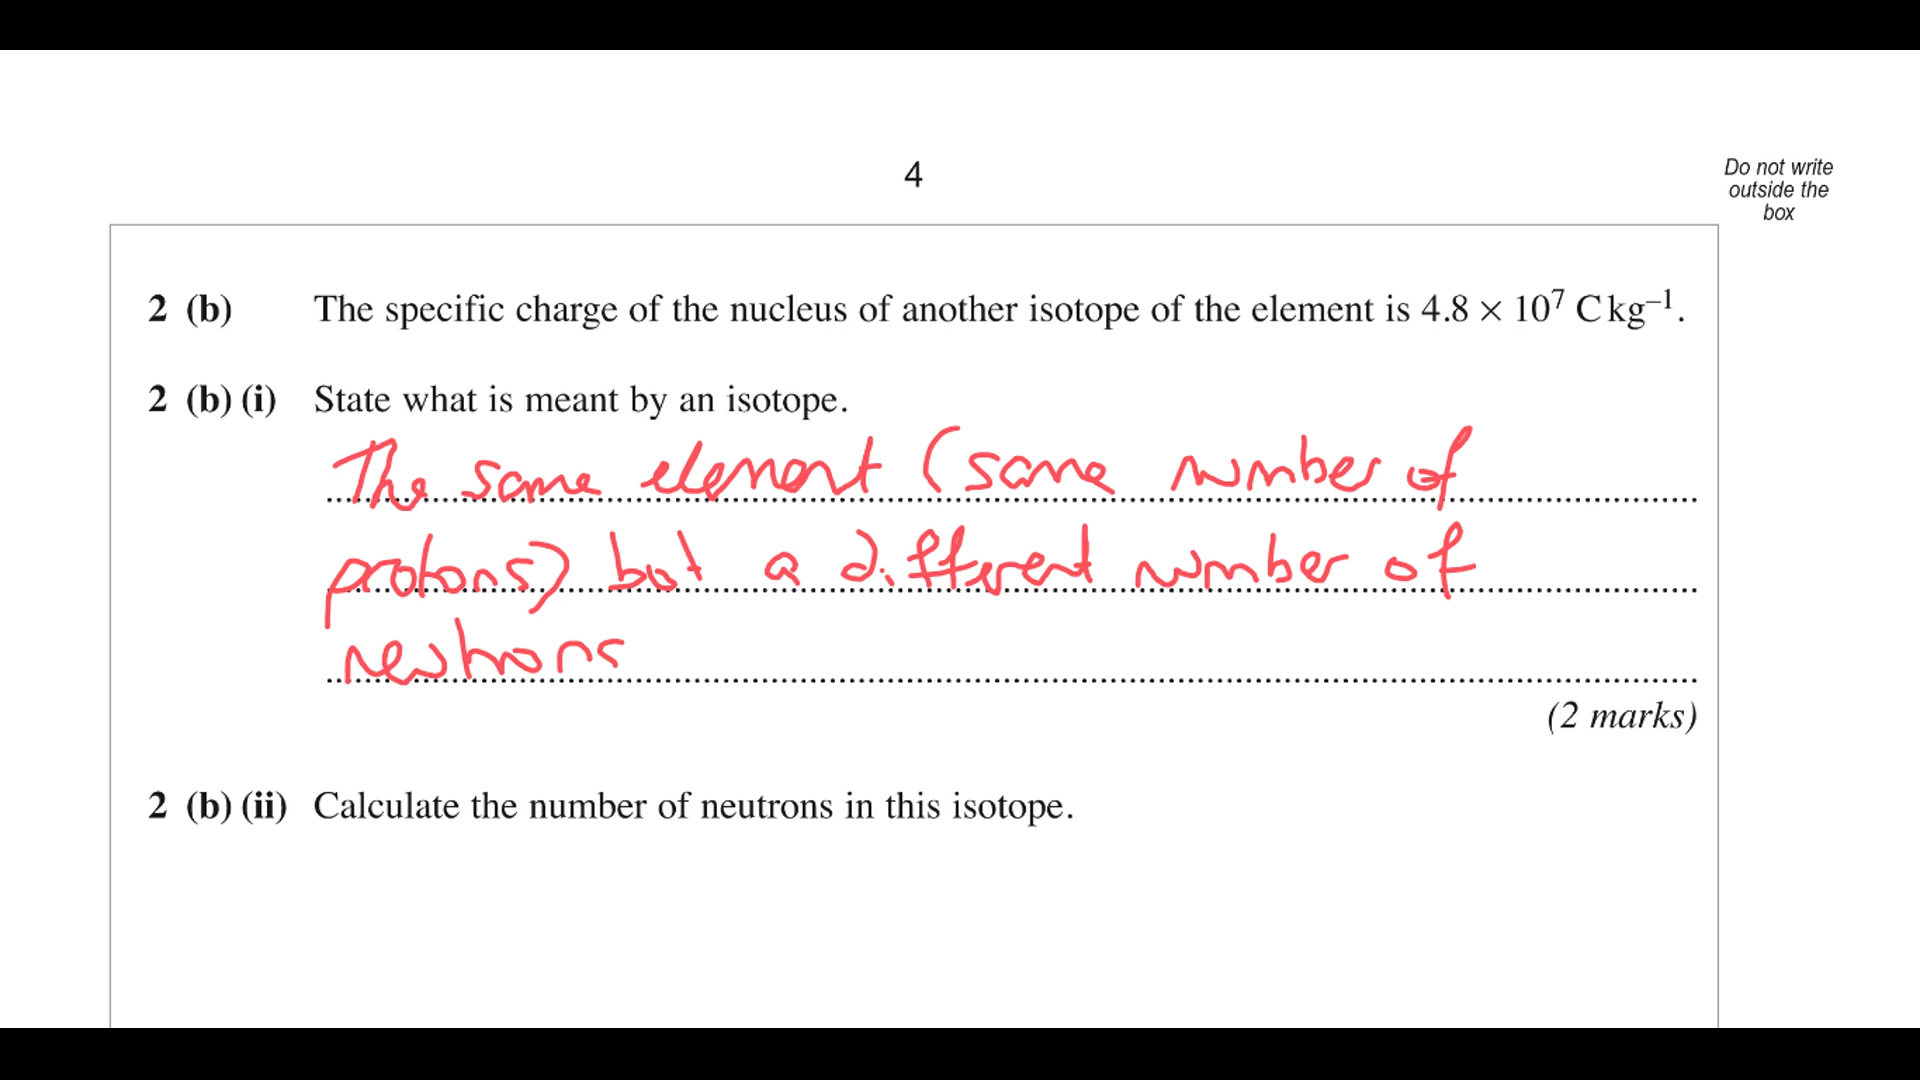 4
Do not write
outside the
box
2 (b) The specific charge of the nucleus of another isotope of the element is 4.8 × 10⁷ C kg⁻¹.
2 (b) (i) State what is meant by an isotope.
The same element (same number of
protons) but a different number of
neutrons
(2 marks)
2 (b) (ii) Calculate the number of neutrons in this isotope.